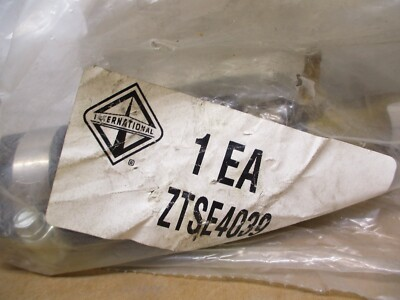 INTERNATIONAL
®
1 EA
ZTSE4039